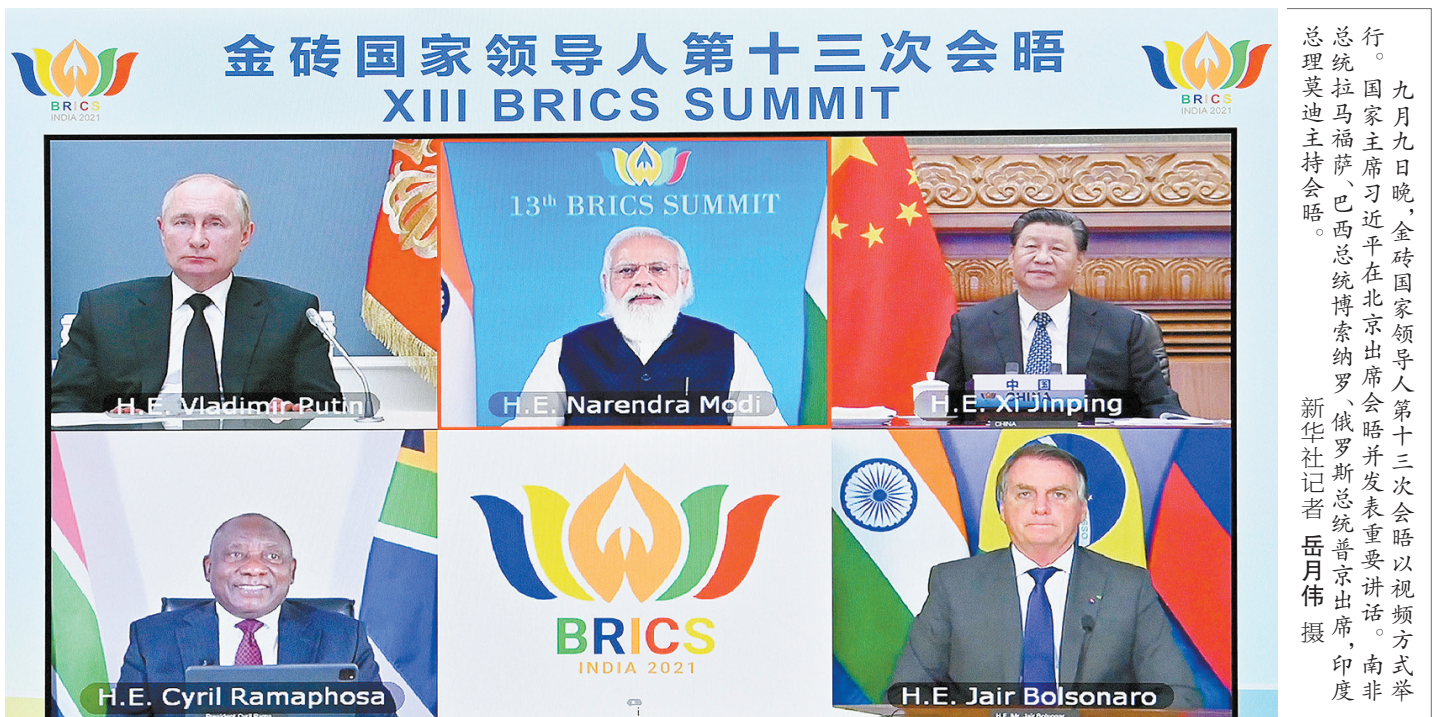 BRICS
INDIA 2021
金砖国家领导人第十三次会晤
XIII BRICS SUMMIT
BRICS
INDIA 2021
H.E. Vladimir Putin
13th BRICS SUMMIT
H.E. Narendra Modi
中国
CHINA
H.E. Xi Jinping
CHINA
H.E. Cyril Ramaphosa
BRICS
INDIA 2021
H.E. Jair Bolsonaro
九月九日晚，金砖国家领导人第十三次会晤以视频方式举
行。国家主席习近平在北京出席会晤并发表重要讲话。南非
总统拉马福萨、巴西总统博索纳罗、俄罗斯总统普京出席，印度
总理莫迪主持会晤。
新华社记者 岳月伟 摄